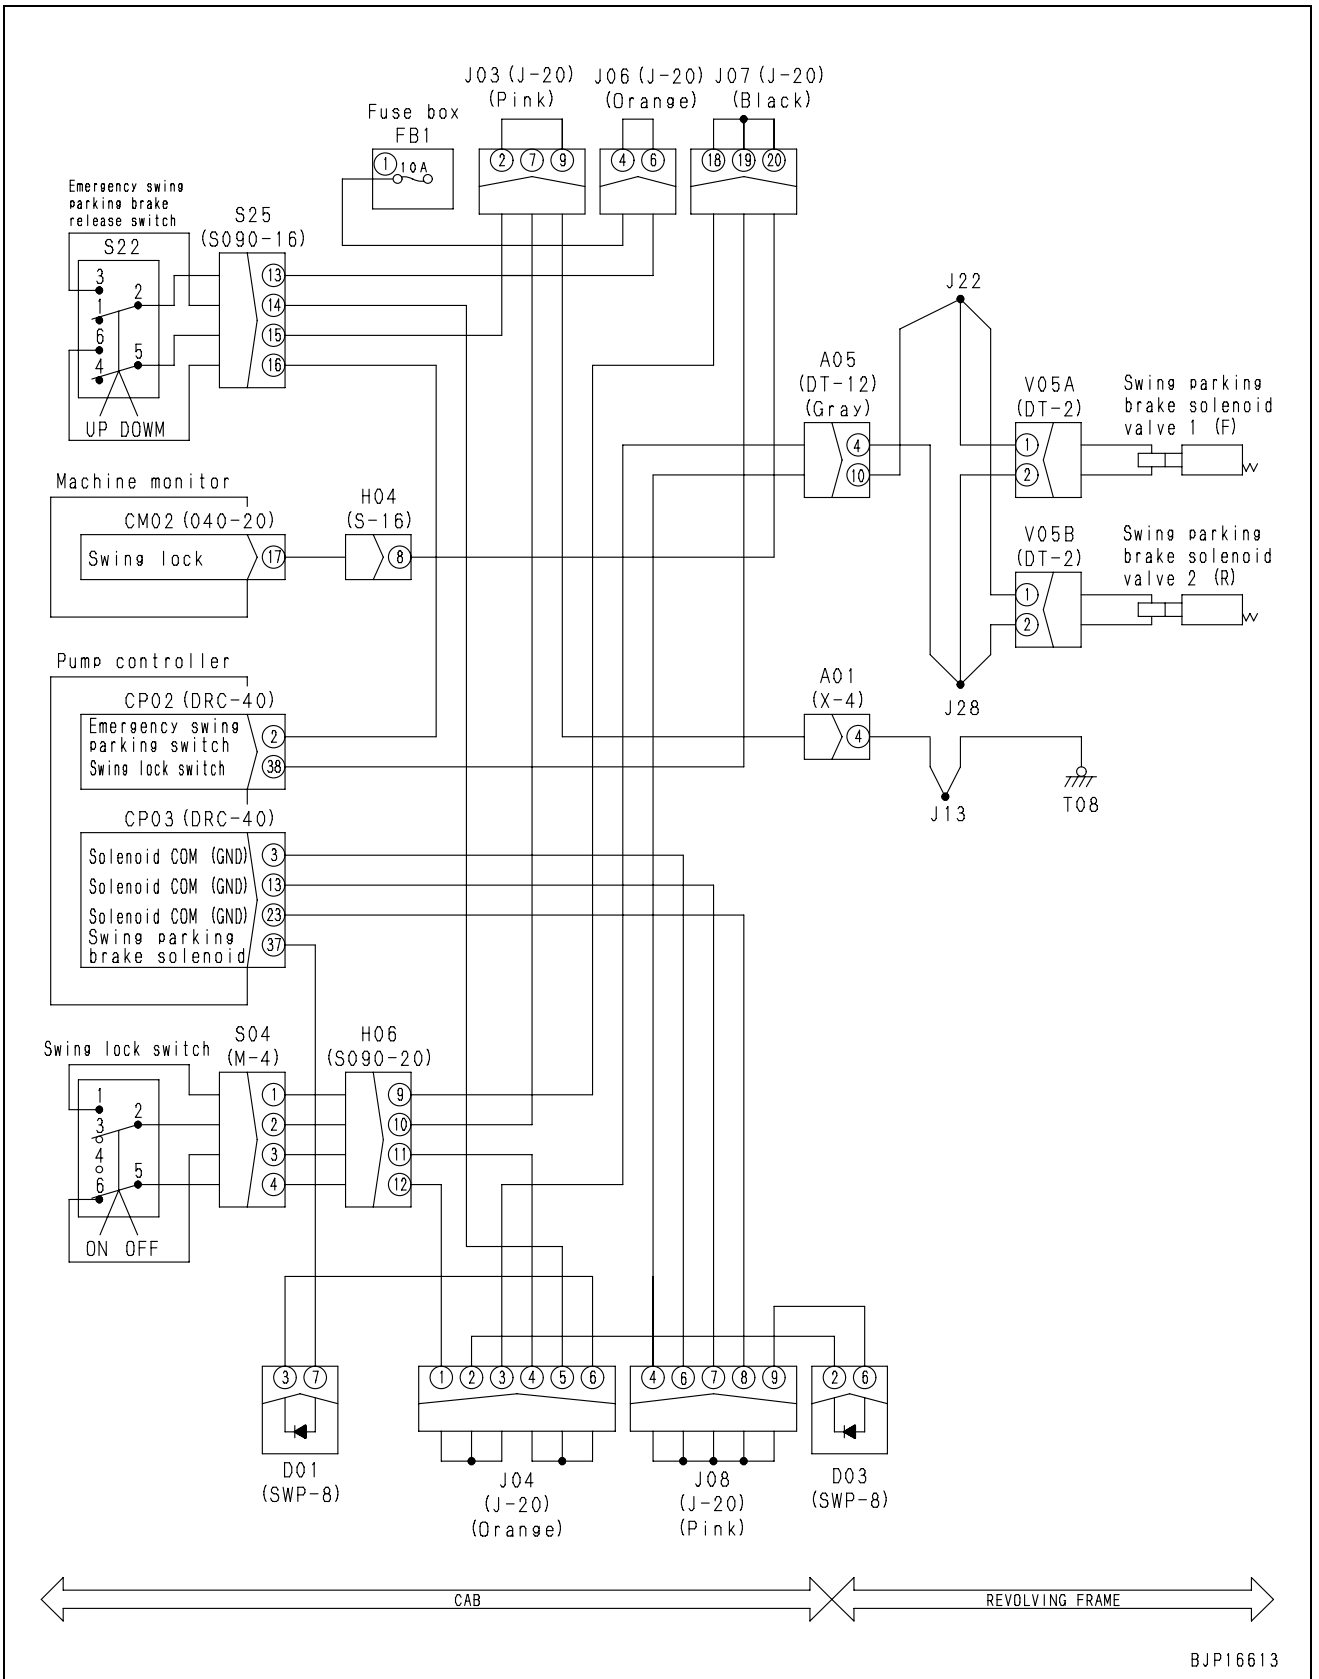 J03 (J-20)
(Pink)
J06 (J-20)
(Orange)
J07 (J-20)
(Black)
Fuse box
FB1
1
10A
2 7 9
4 6
18 19 20
Emergency swing
parking brake
release switch
S22
3
1
2
6
4
5
UP DOWM
S25
(S090-16)
13
14
15
16
J22
A05
(DT-12)
(Gray)
4
10
V05A
(DT-2)
1
2
Swing parking
brake solenoid
valve 1 (F)
V05B
(DT-2)
1
2
Swing parking
brake solenoid
valve 2 (R)
J28
Machine monitor
CM02 (040-20)
Swing lock
17
H04
(S-16)
8
Pump controller
CP02 (DRC-40)
Emergency swing
parking switch
2
Swing lock switch
38
CP03 (DRC-40)
Solenoid COM (GND)
3
Solenoid COM (GND)
13
Solenoid COM (GND)
23
Swing parking
brake solenoid
37
A01
(X-4)
4
J13
T08
Swing lock switch
1
2
3
4
5
6
ON OFF
S04
(M-4)
1
2
3
4
H06
(S090-20)
9
10
11
12
3 7
D01
(SWP-8)
1 2 3 4 5 6
J04
(J-20)
(Orange)
4 6 7 8 9
J08
(J-20)
(Pink)
2 6
D03
(SWP-8)
CAB
REVOLVING FRAME
BJP16613